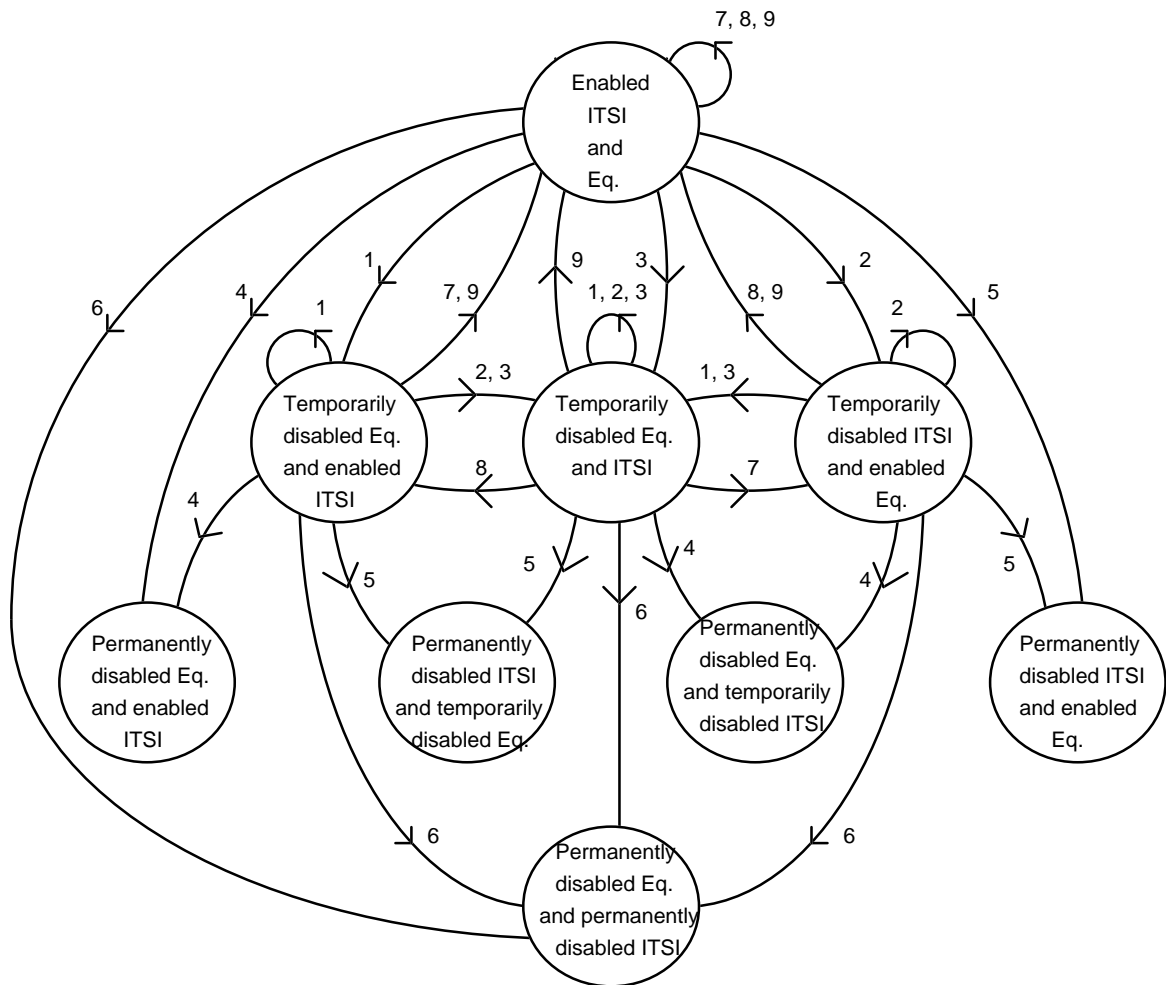 7, 8, 9
Enabled
ITSI
and
Eq.
1
9
3
2
6
4
7, 9
1, 2, 3
8, 9
5
1
2
2, 3
1, 3
Temporarily
disabled Eq.
and enabled
ITSI
Temporarily
disabled Eq.
and ITSI
Temporarily
disabled ITSI
and enabled
Eq.
8
7
4
5
5
4
4
5
6
Permanently
disabled Eq.
and enabled
ITSI
Permanently
disabled ITSI
and temporarily
disabled Eq.
Permanently
disabled Eq.
and temporarily
disabled ITSI
Permanently
disabled ITSI
and enabled
Eq.
6
6
Permanently
disabled Eq.
and permanently
disabled ITSI